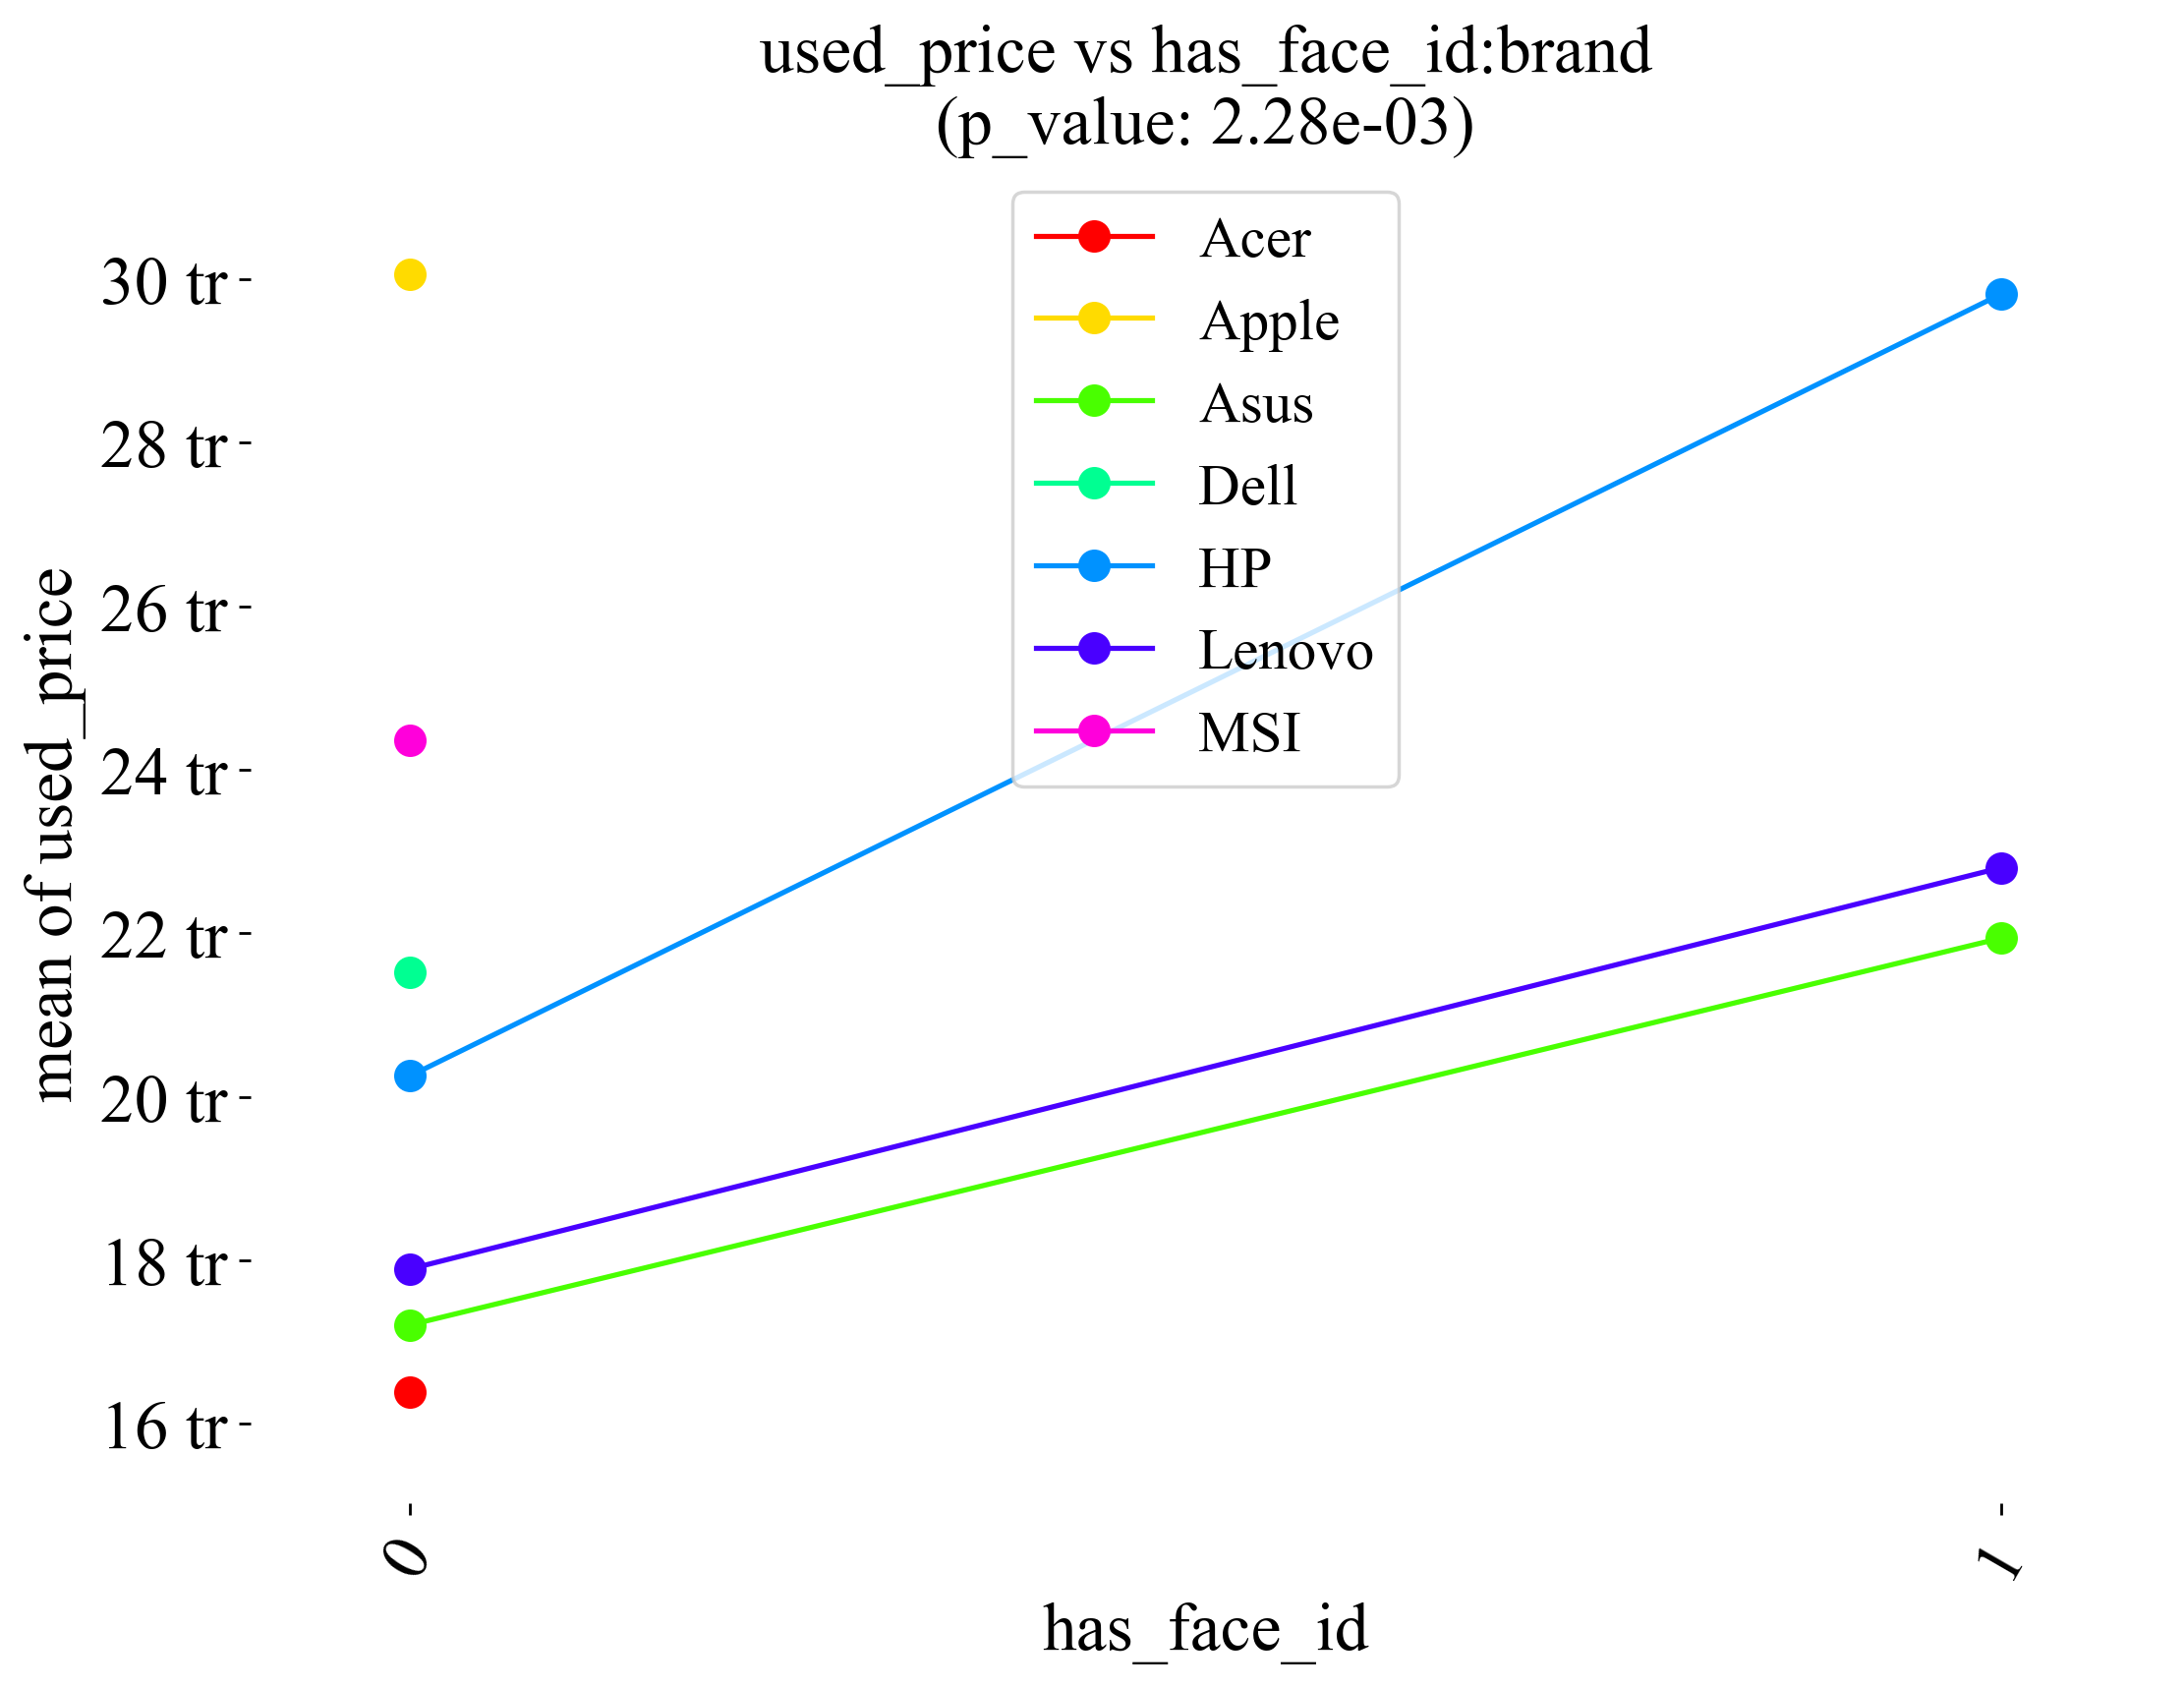 used_price vs has_face_id:brand
(p_value: 2.28e-03)
Acer
Apple
Asus
Dell
HP
Lenovo
MSI
mean of used_price
30 tr
28 tr
26 tr
24 tr
22 tr
20 tr
18 tr
16 tr
0
1
has_face_id